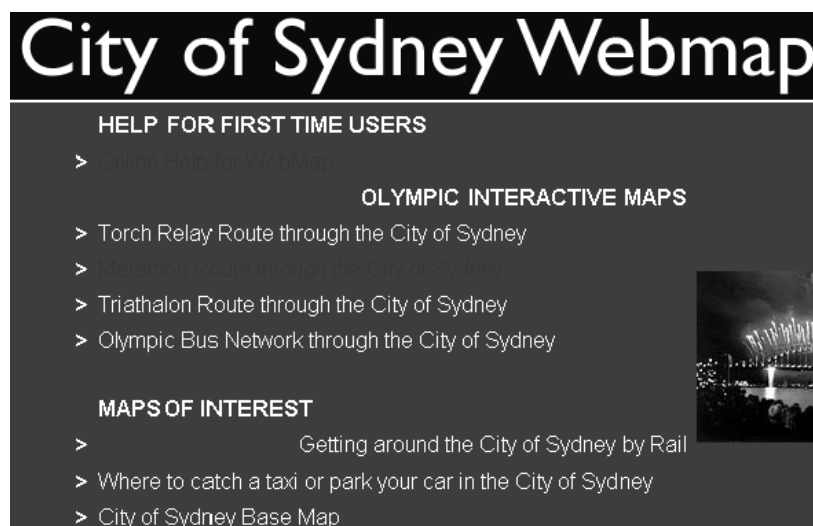 City of Sydney Webmap
HELP FOR FIRST TIME USERS
> Online Help for WebMap
OLYMPIC INTERACTIVE MAPS
> Torch Relay Route through the City of Sydney
> Marathon Route through the City of Sydney
> Triathalon Route through the City of Sydney
> Olympic Bus Network through the City of Sydney
MAPS OF INTEREST
> Getting around the City of Sydney by Rail
> Where to catch a taxi or park your car in the City of Sydney
> City of Sydney Base Map